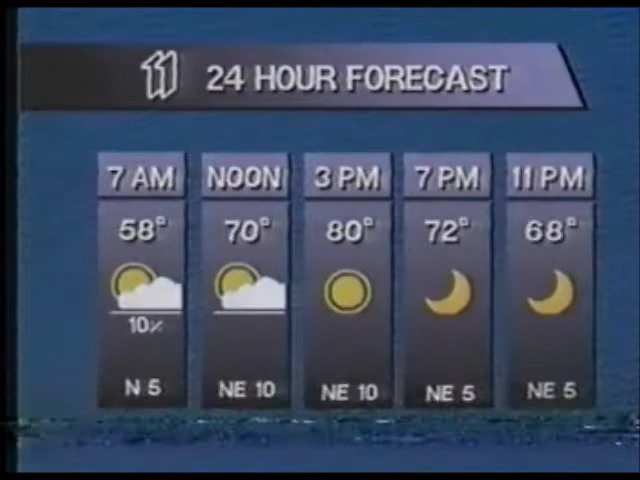 11 24 HOUR FORECAST
7 AM NOON 3 PM 7 PM 11 PM
58° 70° 80° 72° 68°
10%
N 5 NE 10 NE 10 NE 5 NE 5